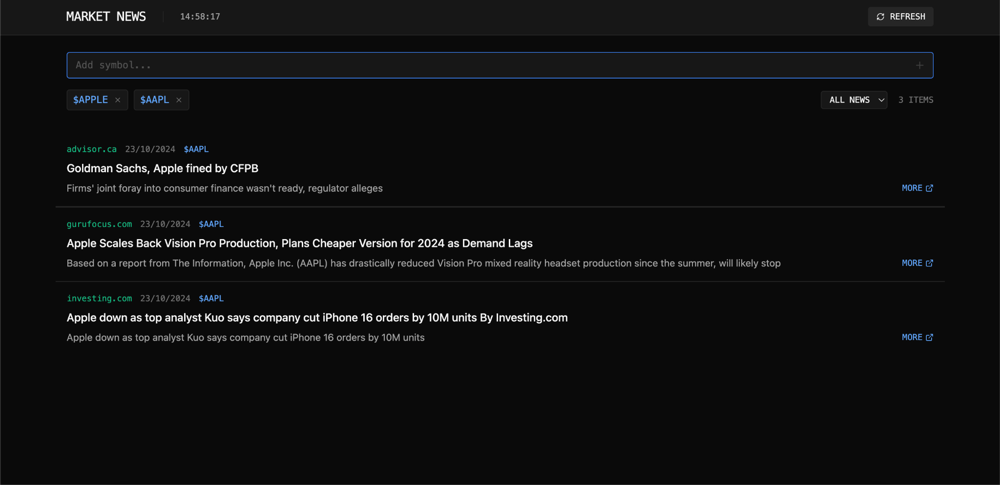 MARKET NEWS 14:58:17 REFRESH
Add symbol... +
$APPLE × $AAPL × ALL NEWS 3 ITEMS
advisor.ca 23/10/2024 $AAPL
Goldman Sachs, Apple fined by CFPB
Firms' joint foray into consumer finance wasn't ready, regulator alleges MORE
gurufocus.com 23/10/2024 $AAPL
Apple Scales Back Vision Pro Production, Plans Cheaper Version for 2024 as Demand Lags
Based on a report from The Information, Apple Inc. (AAPL) has drastically reduced Vision Pro mixed reality headset production since the summer, will likely stop MORE
investing.com 23/10/2024 $AAPL
Apple down as top analyst Kuo says company cut iPhone 16 orders by 10M units By Investing.com
Apple down as top analyst Kuo says company cut iPhone 16 orders by 10M units MORE